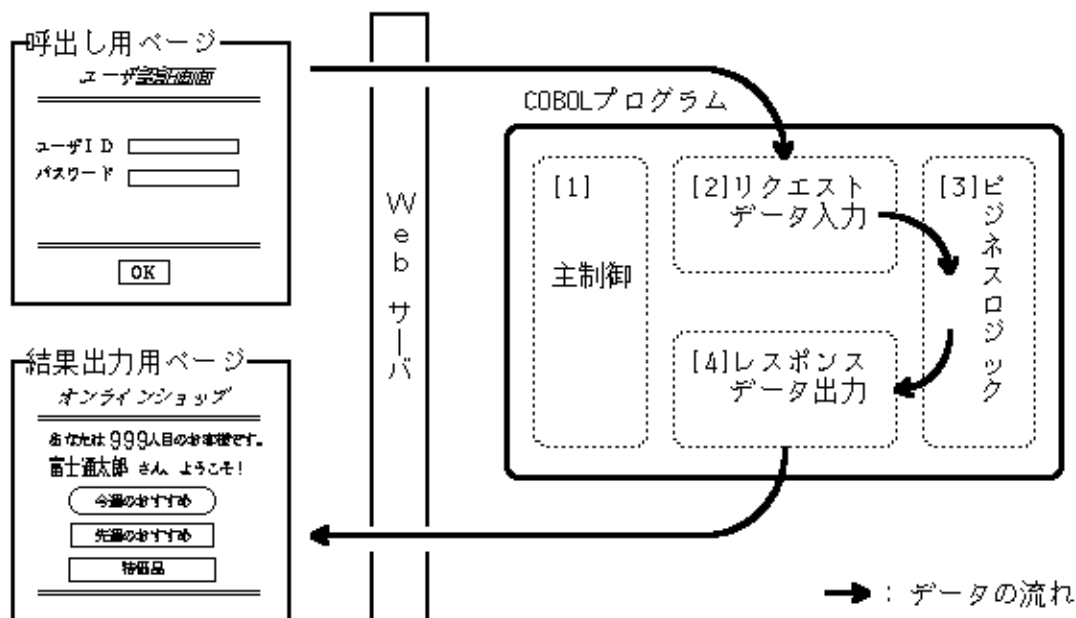 呼出し用ページ
ユーザ認証画面
ユーザID
パスワード
OK
結果出力用ページ
オンラインショップ
あなたは999人目のお客様です。
富士通太郎 さん ようこそ!
今週のおすすめ
先週のおすすめ
特価品
Webサーバ
COBOLプログラム
[1]
主制御
[2]リクエスト
データ入力
[3]ビジネスロジック
[4]レスポンス
データ出力
: データの流れ